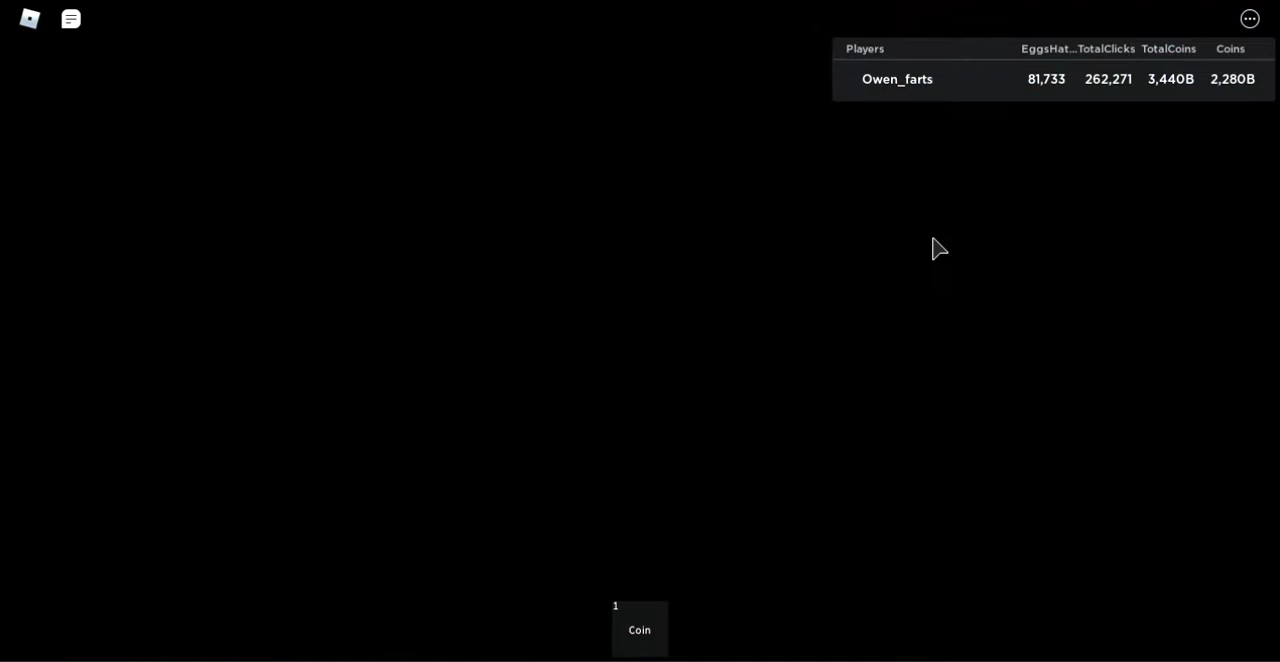 Players EggsHat... TotalClicks TotalCoins Coins
Owen_farts 81,733 262,271 3,440B 2,280B
1
Coin